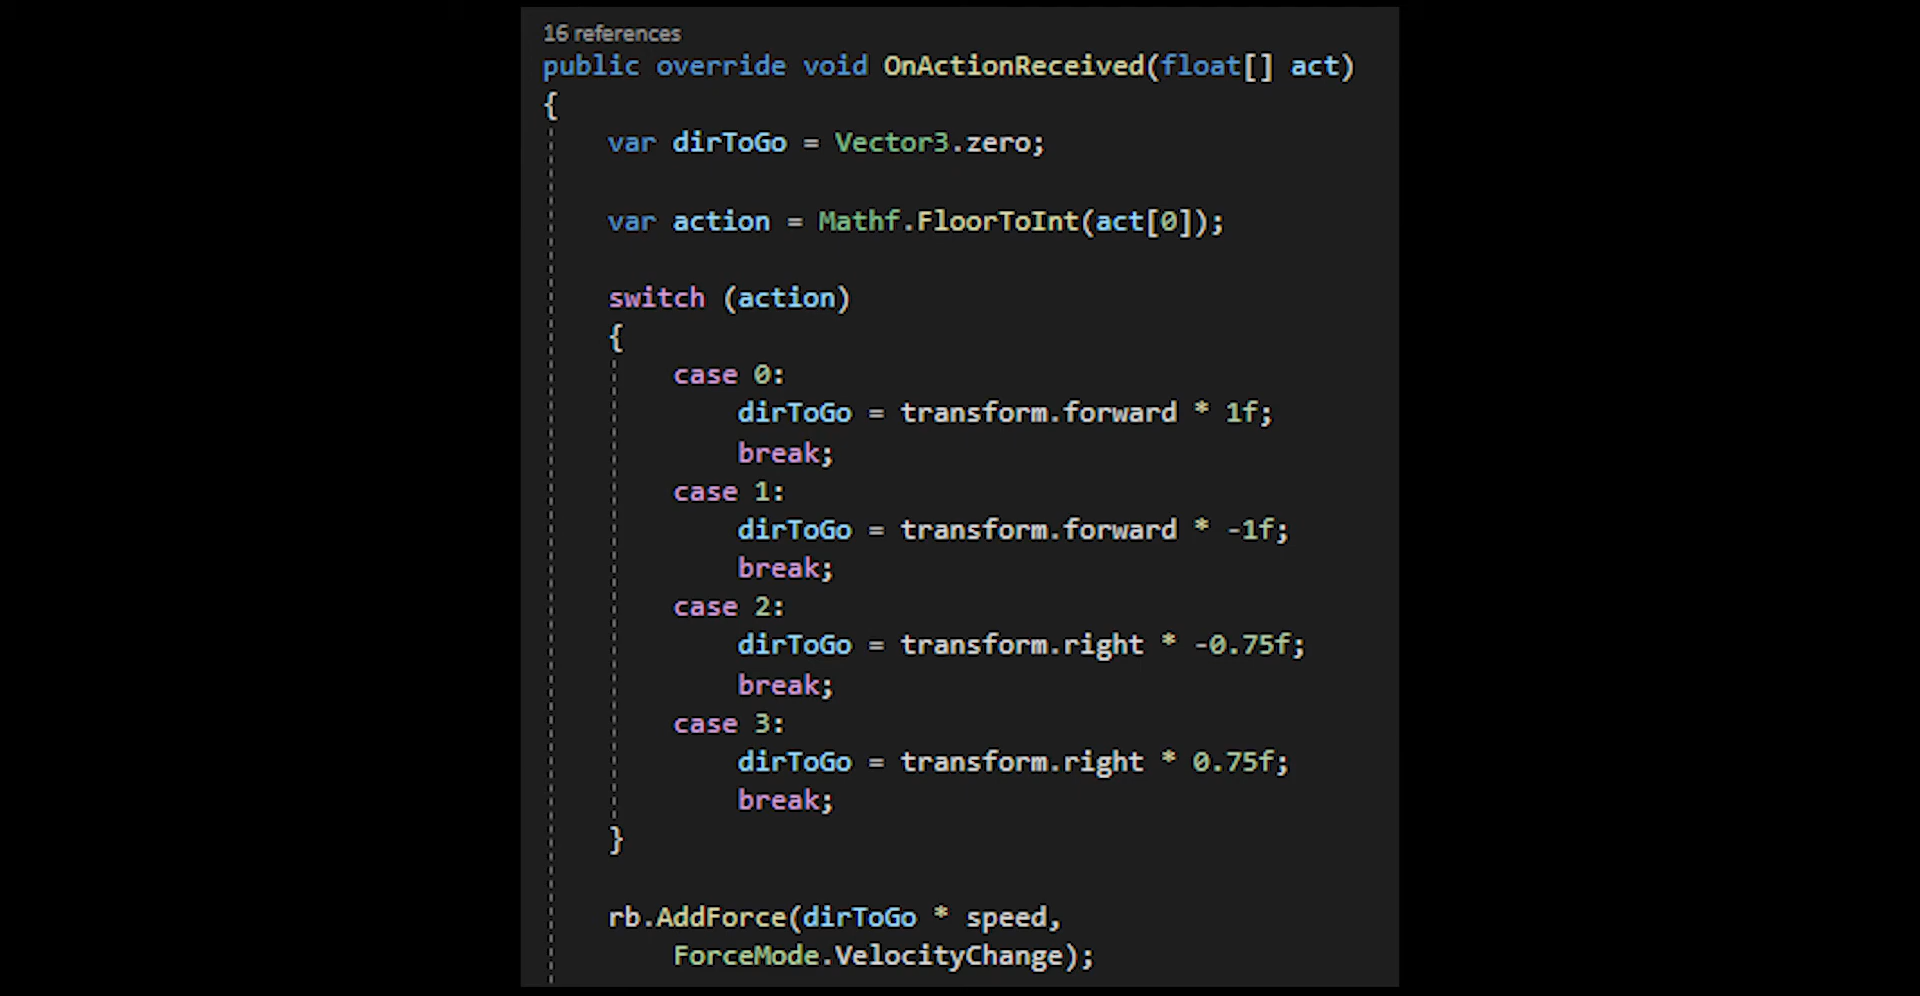 16 references
public override void OnActionReceived(float[] act)
{
var dirToGo = Vector3.zero;
var action = Mathf.FloorToInt(act[0]);
switch (action)
{
case 0:
dirToGo = transform.forward * 1f;
break;
case 1:
dirToGo = transform.forward * -1f;
break;
case 2:
dirToGo = transform.right * -0.75f;
break;
case 3:
dirToGo = transform.right * 0.75f;
break;
}
rb.AddForce(dirToGo * speed,
ForceMode.VelocityChange);